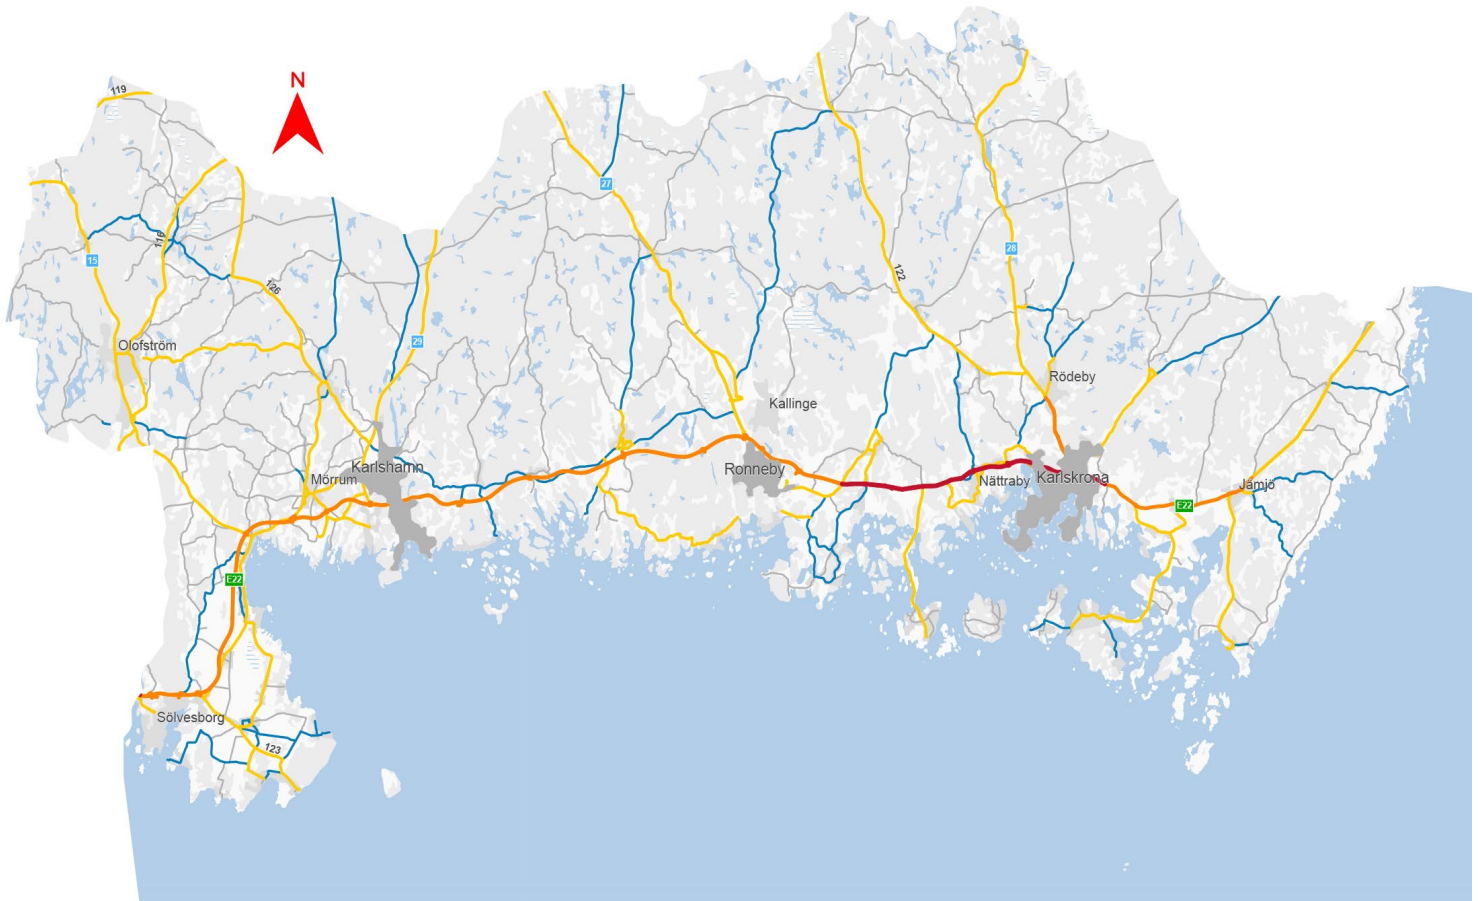 N
119
27
116
28
15
122
126
29
Olofström
Rödeby
Kallinge
Karlshamn
Ronneby
Mörrum
Nättraby
Karlskrona
Jämjö
E22
E22
Sölvesborg
123